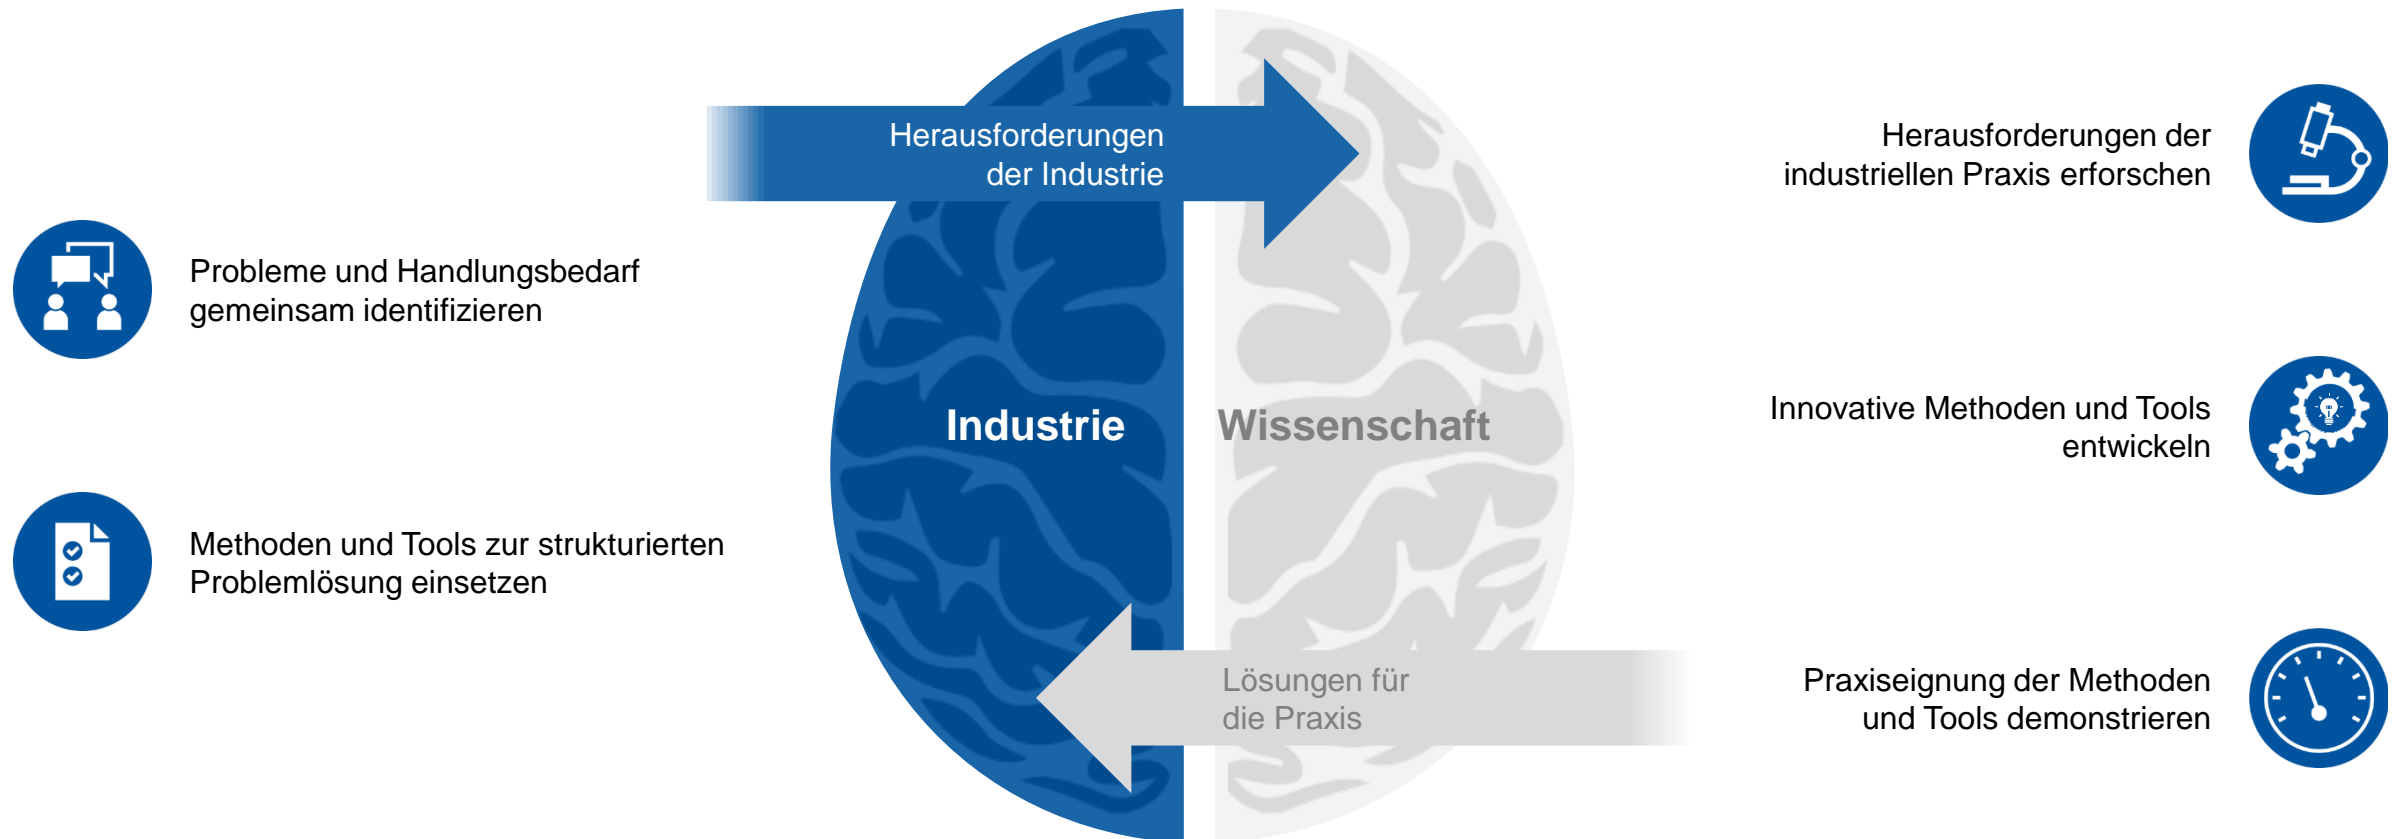 Herausforderungen
der Industrie
Probleme und Handlungsbedarf
gemeinsam identifizieren
Methoden und Tools zur strukturierten
Problemlösung einsetzen
Industrie
Wissenschaft
Herausforderungen der
industriellen Praxis erforschen
Innovative Methoden und Tools
entwickeln
Praxiseignung der Methoden
und Tools demonstrieren
Lösungen für
die Praxis